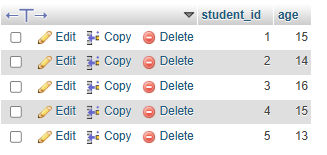 ←T→ student_id age
Edit Copy Delete 1 15
Edit Copy Delete 2 14
Edit Copy Delete 3 16
Edit Copy Delete 4 15
Edit Copy Delete 5 13